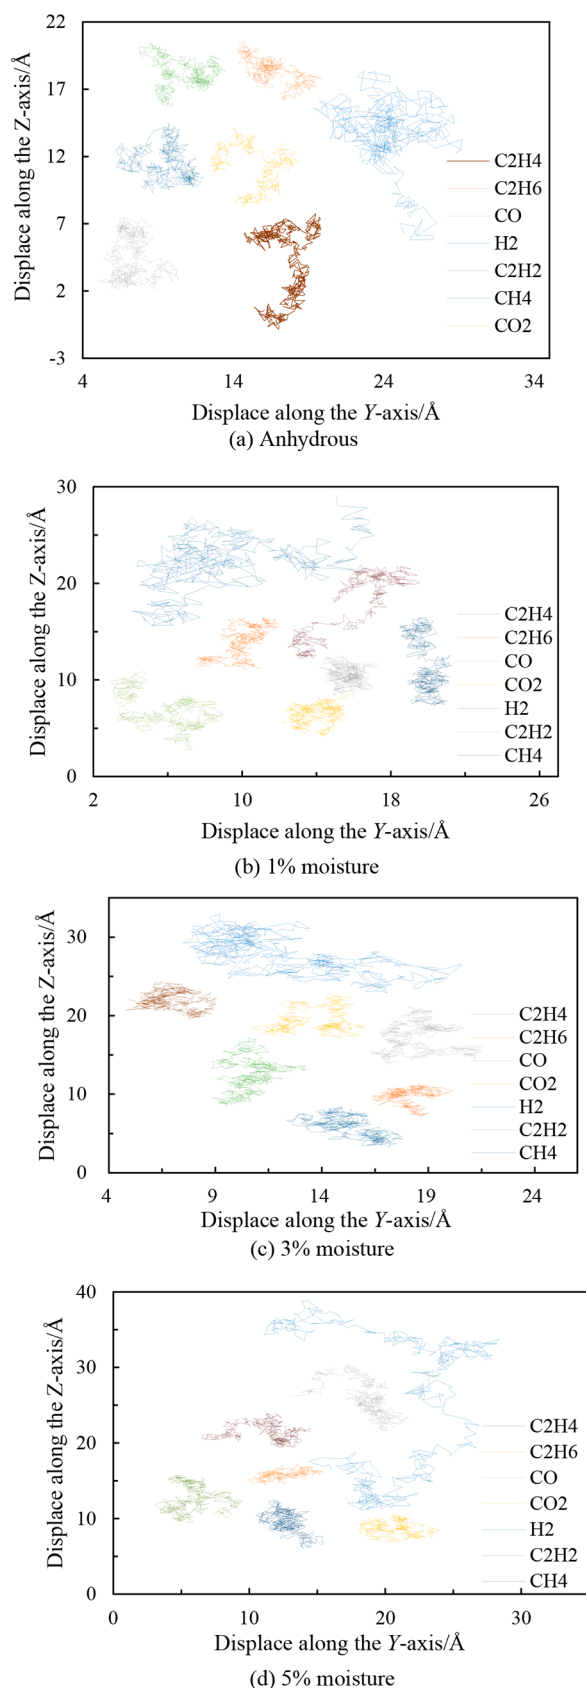 22
17
12
7
2
-3
Displace along the Z-axis/Å
C2H4
C2H6
CO
H2
C2H2
CH4
CO2
4
14
24
34
Displace along the Y-axis/Å
(a) Anhydrous
30
20
10
0
Displace along the Z-axis/Å
C2H4
C2H6
CO
CO2
H2
C2H2
CH4
2
10
18
26
Displace along the Y-axis/Å
(b) 1% moisture
30
20
10
0
Displace along the Z-axis/Å
C2H4
C2H6
CO
CO2
H2
C2H2
CH4
4
9
14
19
24
Displace along the Y-axis/Å
(c) 3% moisture
40
30
20
10
0
Displace along the Z-axis/Å
C2H4
C2H6
CO
CO2
H2
C2H2
CH4
0
10
20
30
Displace along the Y-axis/Å
(d) 5% moisture